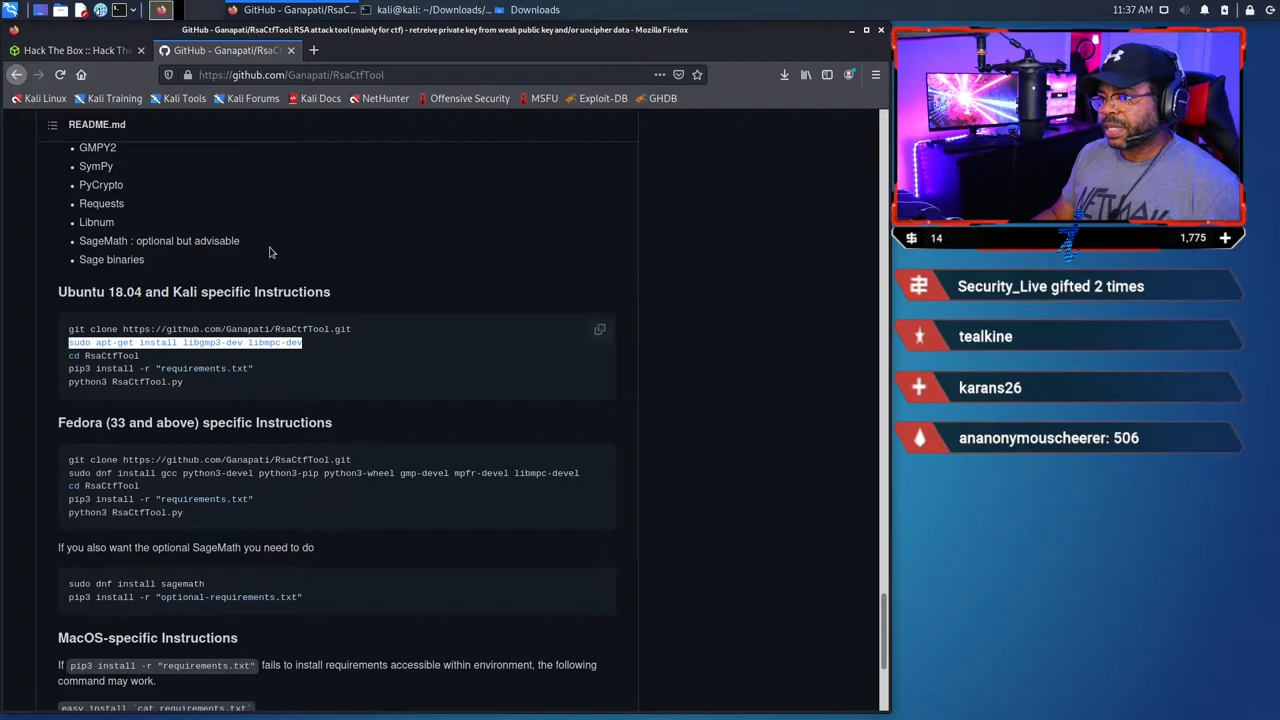 GitHub - Ganapati/RsaC...
kali@kali: ~/Downloads/...
Downloads
11:37 AM
GitHub - Ganapati/RsaCtfTool: RSA attack tool (mainly for ctf) - retreive private key from weak public key and/or uncipher data - Mozilla Firefox
Hack The Box :: Hack The
GitHub - Ganapati/RsaCt
https://github.com/Ganapati/RsaCtfTool
Kali Linux
Kali Training
Kali Tools
Kali Forums
Kali Docs
NetHunter
Offensive Security
MSFU
Exploit-DB
GHDB
README.md
GMPY2
SymPy
PyCrypto
Requests
Libnum
SageMath : optional but advisable
Sage binaries
Ubuntu 18.04 and Kali specific Instructions
git clone https://github.com/Ganapati/RsaCtfTool.git
sudo apt-get install libgmp3-dev libmpc-dev
cd RsaCtfTool
pip3 install -r "requirements.txt"
python3 RsaCtfTool.py
Fedora (33 and above) specific Instructions
git clone https://github.com/Ganapati/RsaCtfTool.git
sudo dnf install gcc python3-devel python3-pip python3-wheel gmp-devel mpfr-devel libmpc-devel
cd RsaCtfTool
pip3 install -r "requirements.txt"
python3 RsaCtfTool.py
If you also want the optional SageMath you need to do
sudo dnf install sagemath
pip3 install -r "optional-requirements.txt"
MacOS-specific Instructions
If pip3 install -r "requirements.txt" fails to install requirements accessible within environment, the following
command may work.
easy_install `cat requirements.txt`
14
1,775
Security_Live gifted 2 times
tealkine
karans26
ananonymouscheerer: 506